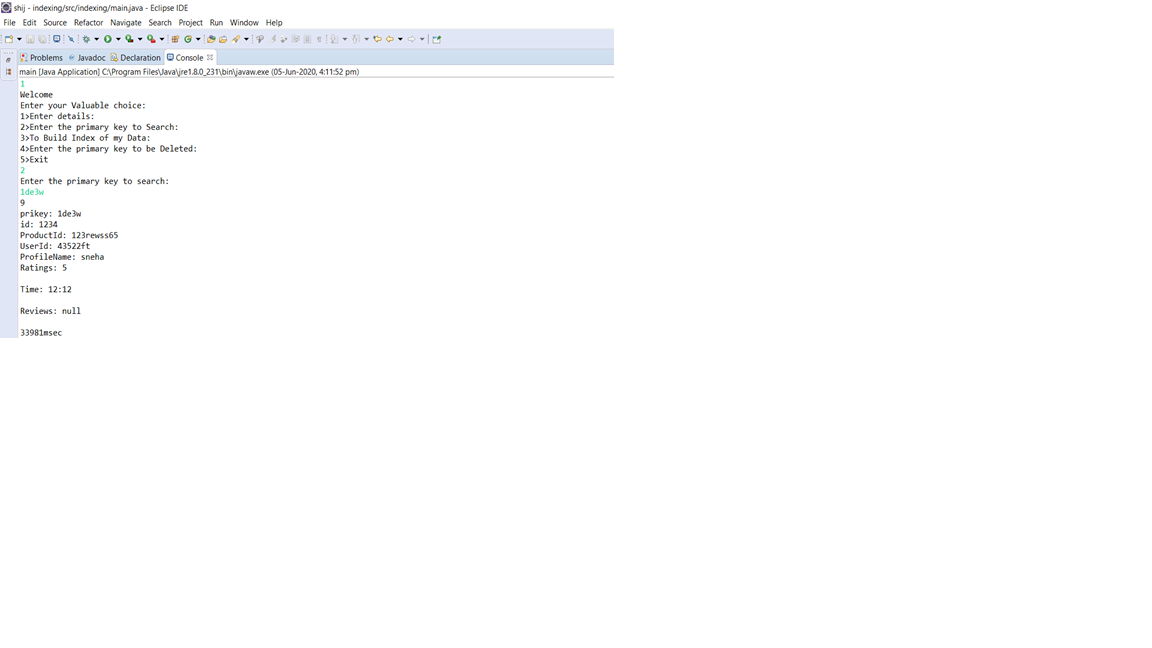 shij - indexing/src/indexing/main.java - Eclipse IDE
File Edit Source Refactor Navigate Search Project Run Window Help
Problems Javadoc Declaration Console
main [Java Application] C:\Program Files\Java\jre1.8.0_231\bin\javaw.exe (05-Jun-2020, 4:11:52 pm)
1
Welcome
Enter your Valuable choice:
1>Enter details:
2>Enter the primary key to Search:
3>To Build Index of my Data:
4>Enter the primary key to be Deleted:
5>Exit
2
Enter the primary key to search:
1de3w
9
prikey: 1de3w
id: 1234
ProductId: 123rewss65
UserId: 43522ft
ProfileName: sneha
Ratings: 5
Time: 12:12
Reviews: null
33981msec